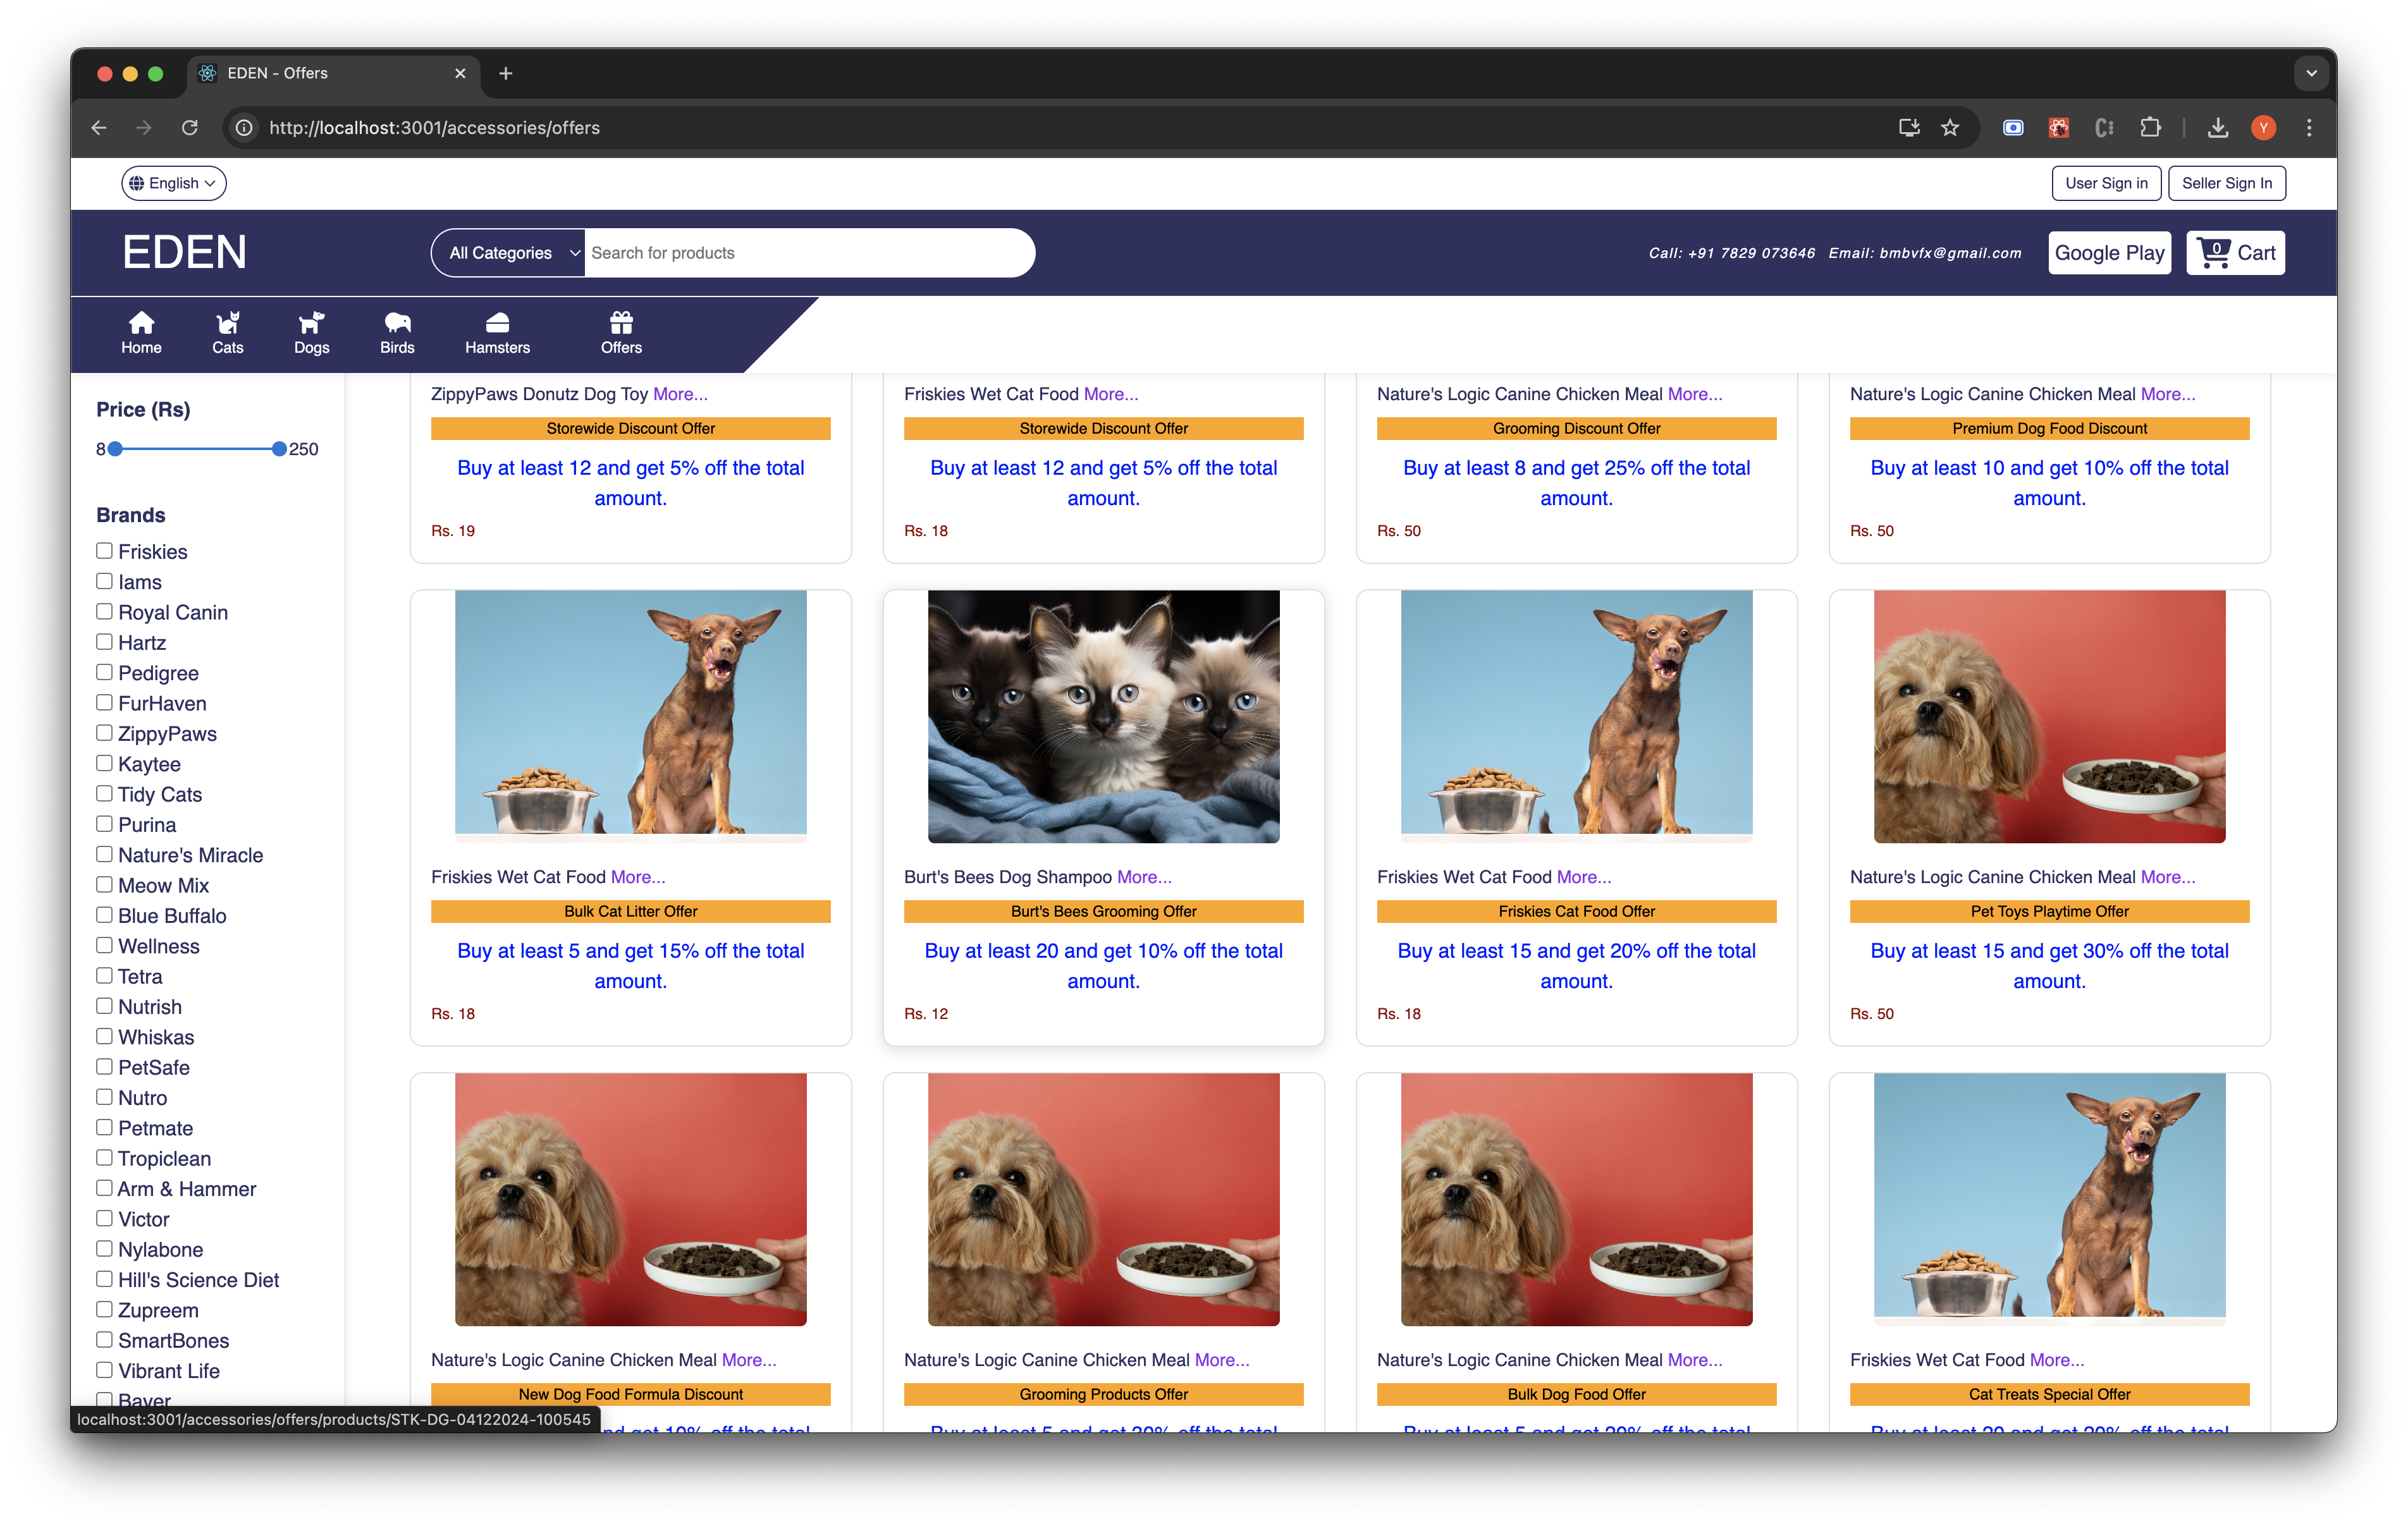 EDEN - Offers
http://localhost:3001/accessories/offers
Y
English
User Sign in
Seller Sign In
EDEN
All Categories
Search for products
Call: +91 7829 073646 Email: bmbvfx@gmail.com
Google Play
0
Cart
Home
Cats
Dogs
Birds
Hamsters
Offers
Price (Rs)
8
250
Brands
Friskies
Iams
Royal Canin
Hartz
Pedigree
FurHaven
ZippyPaws
Kaytee
Tidy Cats
Purina
Nature's Miracle
Meow Mix
Blue Buffalo
Wellness
Tetra
Nutrish
Whiskas
PetSafe
Nutro
Petmate
Tropiclean
Arm & Hammer
Victor
Nylabone
Hill's Science Diet
Zupreem
SmartBones
Vibrant Life
Bayer
ZippyPaws Donutz Dog Toy More...
Storewide Discount Offer
Buy at least 12 and get 5% off the total
amount.
Rs. 19
Friskies Wet Cat Food More...
Storewide Discount Offer
Buy at least 12 and get 5% off the total
amount.
Rs. 18
Nature's Logic Canine Chicken Meal More...
Grooming Discount Offer
Buy at least 8 and get 25% off the total
amount.
Rs. 50
Nature's Logic Canine Chicken Meal More...
Premium Dog Food Discount
Buy at least 10 and get 10% off the total
amount.
Rs. 50
Friskies Wet Cat Food More...
Bulk Cat Litter Offer
Buy at least 5 and get 15% off the total
amount.
Rs. 18
Burt's Bees Dog Shampoo More...
Burt's Bees Grooming Offer
Buy at least 20 and get 10% off the total
amount.
Rs. 12
Friskies Wet Cat Food More...
Friskies Cat Food Offer
Buy at least 15 and get 20% off the total
amount.
Rs. 18
Nature's Logic Canine Chicken Meal More...
Pet Toys Playtime Offer
Buy at least 15 and get 30% off the total
amount.
Rs. 50
Nature's Logic Canine Chicken Meal More...
New Dog Food Formula Discount
and get 10% off the total
Nature's Logic Canine Chicken Meal More...
Grooming Products Offer
Buy at least 5 and get 30% off the total
Nature's Logic Canine Chicken Meal More...
Bulk Dog Food Offer
Buy at least 5 and get 20% off the total
Friskies Wet Cat Food More...
Cat Treats Special Offer
Buy at least 20 and get 20% off the total
localhost:3001/accessories/offers/products/STK-DG-04122024-100545